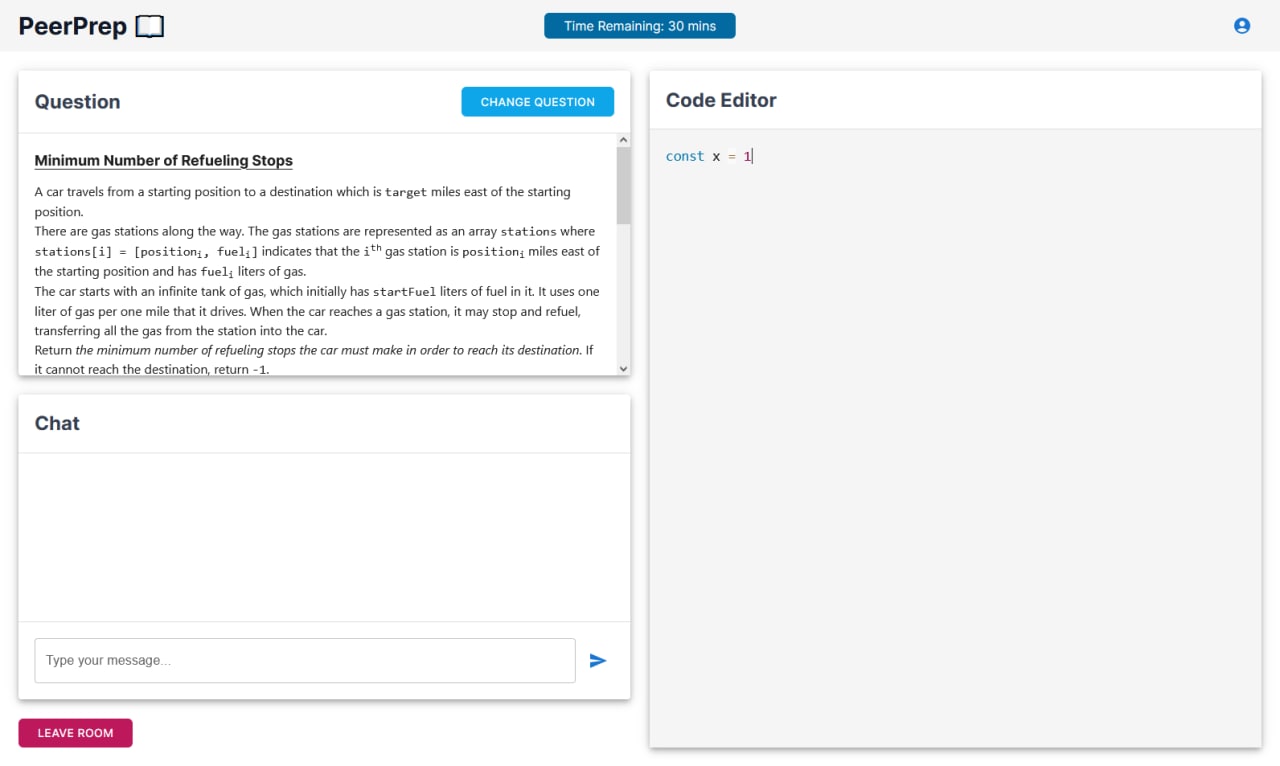 PeerPrep
Time Remaining: 30 mins
Question
CHANGE QUESTION
Minimum Number of Refueling Stops
A car travels from a starting position to a destination which is target miles east of the starting
position.
There are gas stations along the way. The gas stations are represented as an array stations where
stations[i] = [positionᵢ, fuelᵢ] indicates that the iᵗʰ gas station is positionᵢ miles east of
the starting position and has fuelᵢ liters of gas.
The car starts with an infinite tank of gas, which initially has startFuel liters of fuel in it. It uses one
liter of gas per one mile that it drives. When the car reaches a gas station, it may stop and refuel,
transferring all the gas from the station into the car.
Return the minimum number of refueling stops the car must make in order to reach its destination. If
it cannot reach the destination, return -1.
Chat
Type your message...
LEAVE ROOM
Code Editor
const x = 1